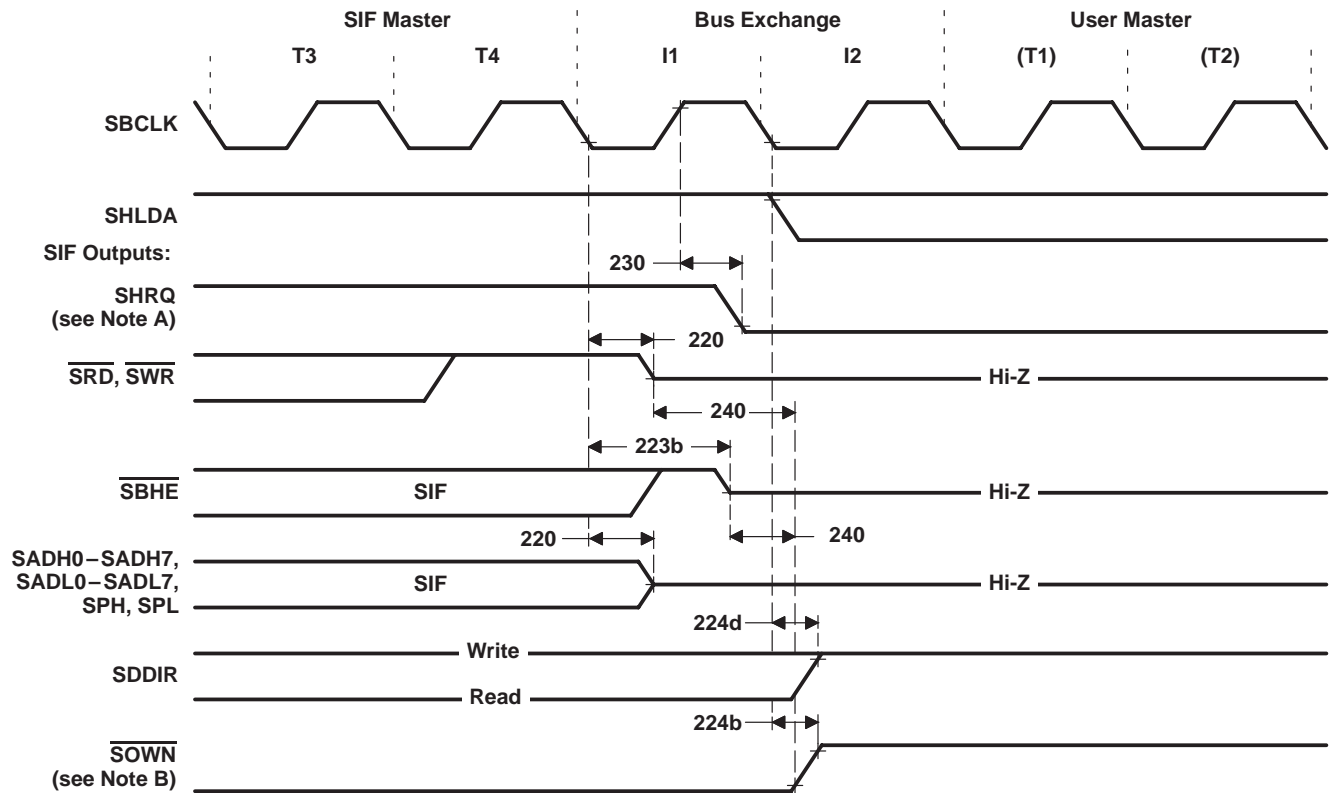 SIF Master Bus Exchange User Master
T3 T4 I1 I2 (T1) (T2)
SBCLK
SHLDA
SIF Outputs:
230
SHRQ
(see Note A)
220
SRD, SWR
Hi-Z
240
223b
SBHE
SIF
Hi-Z
220
240
SADH0–SADH7,
SADL0–SADL7,
SPH, SPL
SIF
Hi-Z
224d
Write
SDDIR
Read
224b
SOWN
(see Note B)